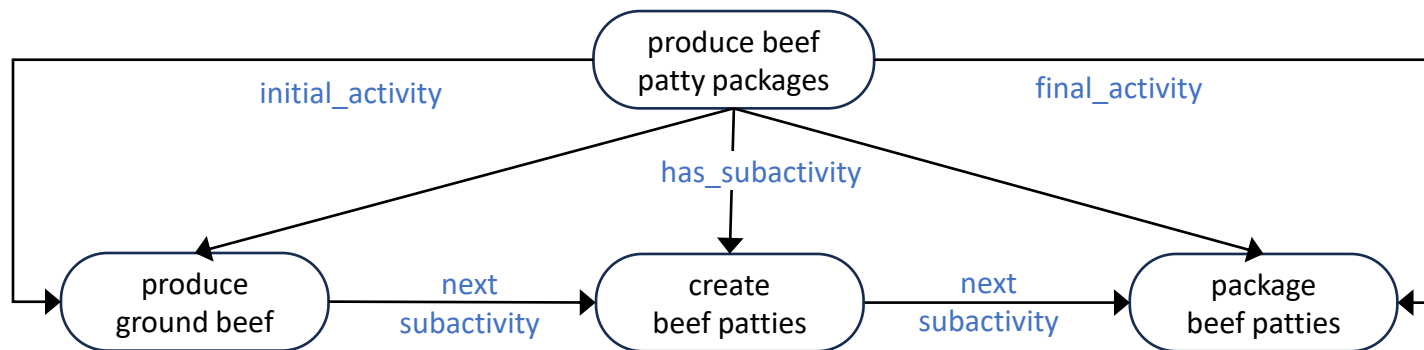 produce beef
patty packages
initial_activity
final_activity
has_subactivity
produce
ground beef
next
subactivity
create
beef patties
next
subactivity
package
beef patties